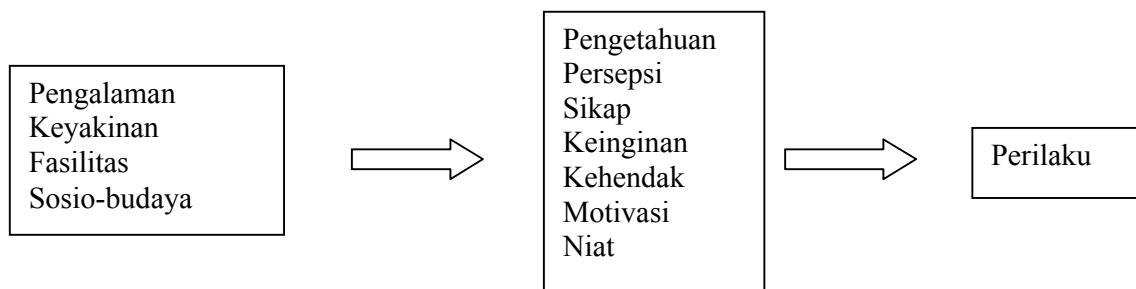 Pengalaman
Keyakinan
Fasilitas
Sosio-budaya
Pengetahuan
Persepsi
Sikap
Keinginan
Kehendak
Motivasi
Niat
Perilaku